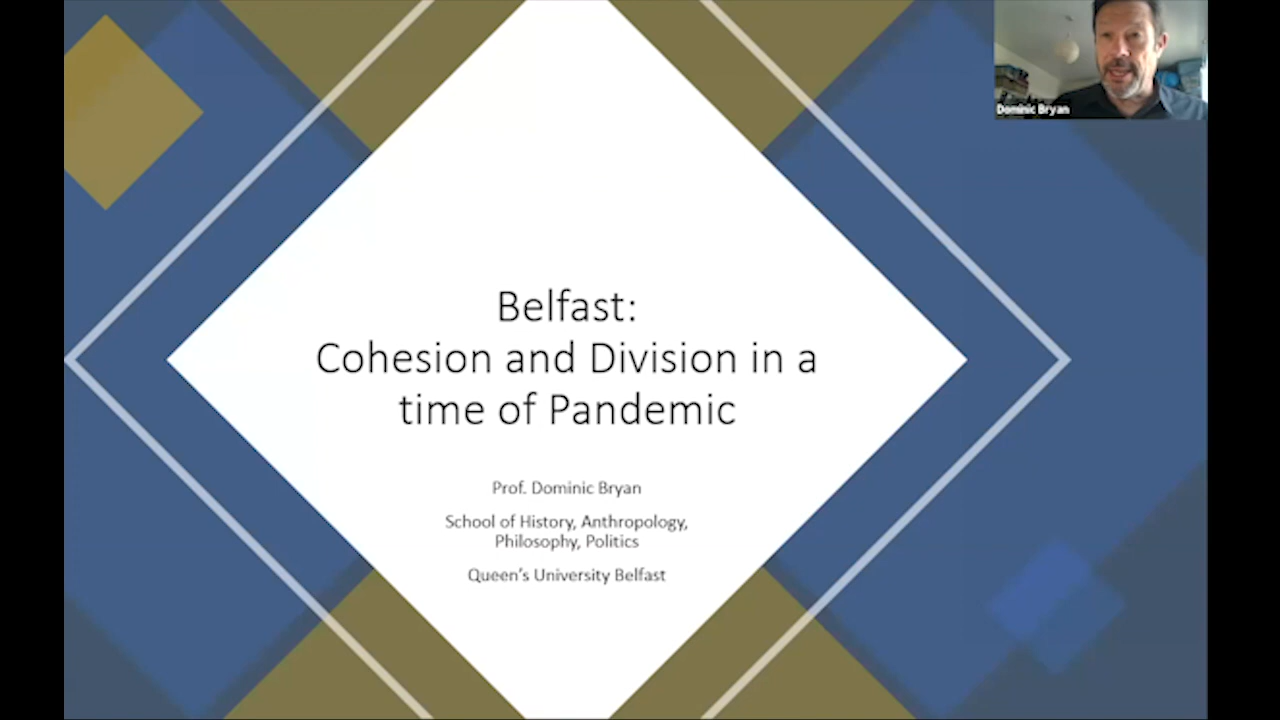 Dominic Bryan
Belfast:
Cohesion and Division in a
time of Pandemic
Prof. Dominic Bryan
School of History, Anthropology,
Philosophy, Politics
Queen's University Belfast